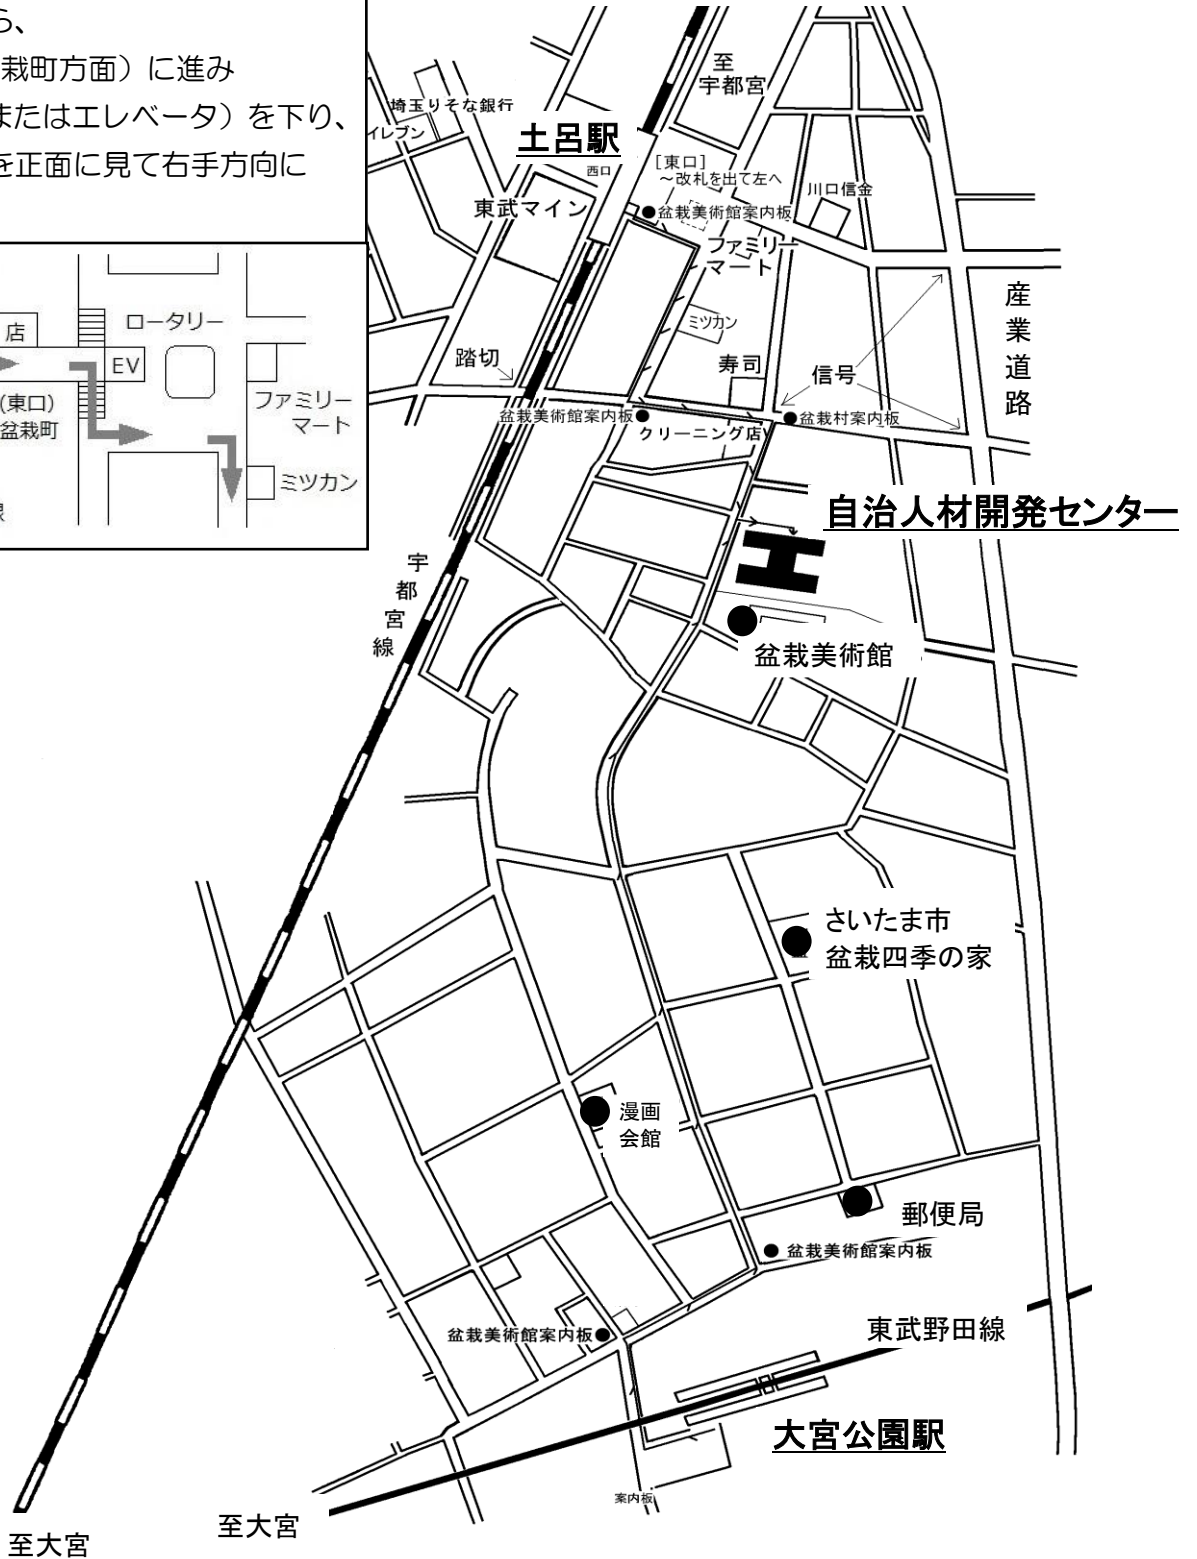 ら、
栽町方面）に進み
またはエレベータ）を下り、
を正面に見て右手方向に
店
ロータリー
EV
(東口)
盆栽町
ファミリー
マート
ミツカン
至
宇都宮
埼玉りそな銀行
イレブン
土呂駅
西口
［東口］
～改札を出て左へ
川口信金
東武マイン
盆栽美術館案内板
ファミリー
マート
産業道路
ミツカン
踏切
寿司
信号
盆栽美術館案内板
盆栽村案内板
クリーニング店
自治人材開発センター
宇都宮線
盆栽美術館
さいたま市
盆栽四季の家
漫画
会館
郵便局
盆栽美術館案内板
東武野田線
盆栽美術館案内板
大宮公園駅
案内板
至大宮
至大宮